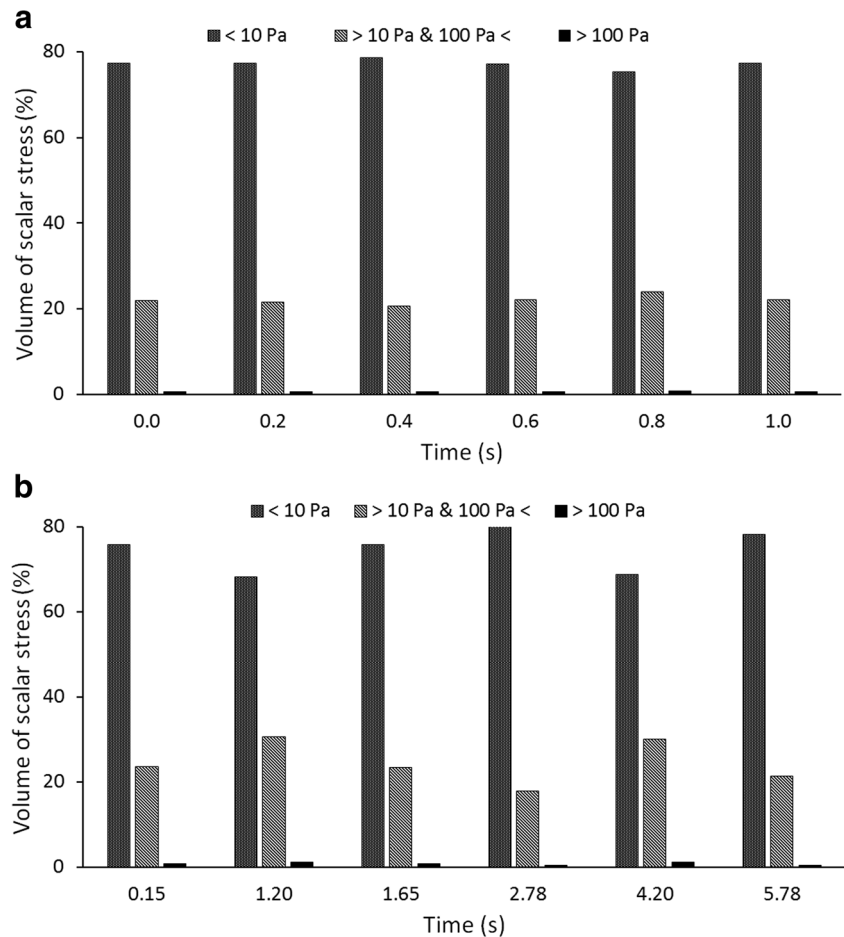 a
< 10 Pa > 10 Pa & 100 Pa < > 100 Pa
80
60
40
20
0
Volume of scalar stress (%)
0.0 0.2 0.4 0.6 0.8 1.0
Time (s)
b
< 10 Pa > 10 Pa & 100 Pa < > 100 Pa
80
60
40
20
0
Volume of scalar stress (%)
0.15 1.20 1.65 2.78 4.20 5.78
Time (s)